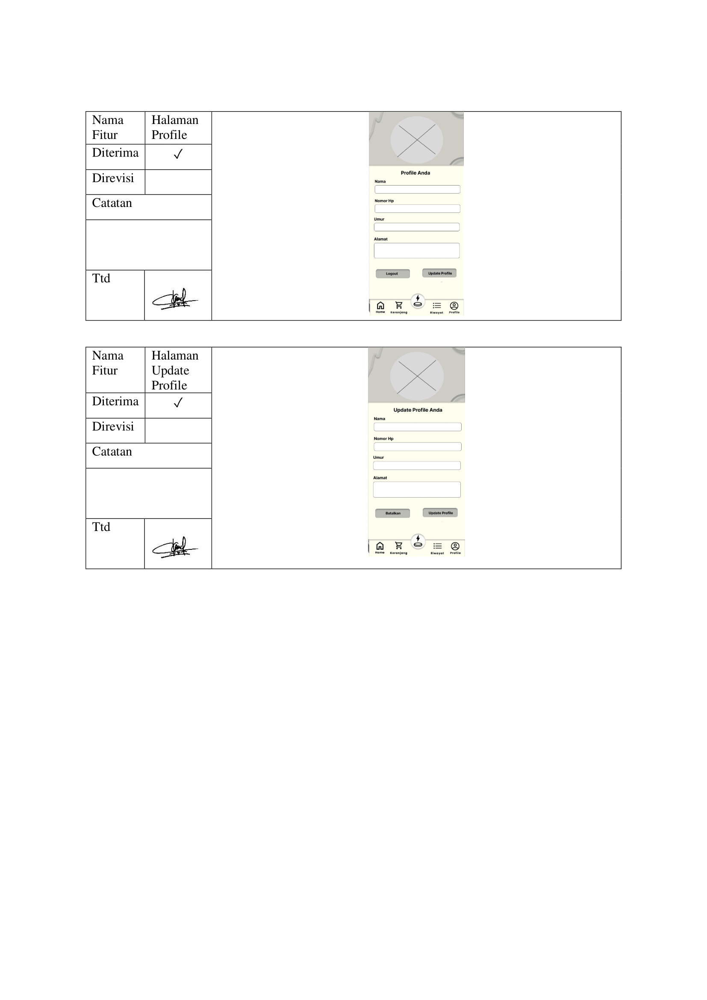 Nama
Fitur
Halaman
Profile
Diterima ✓
Direvisi
Catatan
Ttd
Profile Anda
Nama
Nomor Hp
Umur
Alamat
Logout Update Profile
Home Keranjang Riwayat Profile
Nama
Fitur
Halaman
Update
Profile
Diterima ✓
Direvisi
Catatan
Ttd
Update Profile Anda
Nama
Nomor Hp
Umur
Alamat
Batalkan Update Profile
Home Keranjang Riwayat Profile